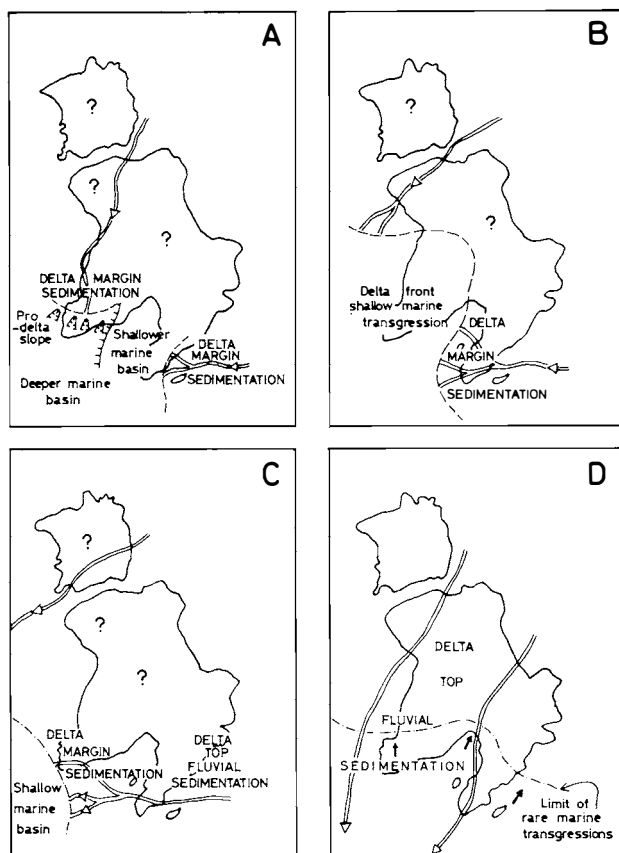 A
?
?
?
DELTA MARGIN
SEDIMENTATION
Pro
-delta
slope
Shallower
marine
basin
DELTA
MARGIN
SEDIMENTATION
Deeper marine
basin
B
?
?
Delta front
shallow marine
transgression
DELTA
MARGIN
SEDIMENTATION
C
?
?
?
DELTA
MARGIN
SEDIMENTATION
DELTA
TOP
FLUVIAL
SEDIMENTATION
Shallow
marine
basin
D
DELTA
TOP
FLUVIAL
SEDIMENTATION
Limit of
rare marine
transgressions